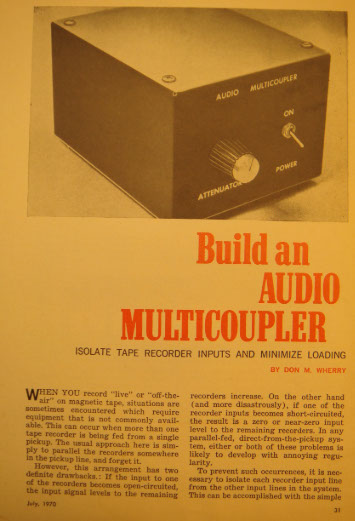 AUDIO MULTICOUPLER
ON
POWER
ATTENUATOR
Build an
AUDIO
MULTICOUPLER
ISOLATE TAPE RECORDER INPUTS AND MINIMIZE LOADING
BY DON M. WHERRY
WHEN YOU record "live" or "off-the-
air" on magnetic tape, situations are
sometimes encountered which require
equipment that is not commonly avail-
able. This can occur when more than one
tape recorder is being fed from a single
pickup. The usual approach here is sim-
ply to parallel the recorders somewhere
in the pickup line, and forget it.
However, this arrangement has two
definite drawbacks: If the input to one
of the recorders becomes open-circuited,
the input signal levels to the remaining
recorders increase. On the other hand
(and more disastrously), if one of the
recorder inputs becomes short-circuited,
the result is a zero or near-zero input
level to the remaining recorders. In any
parallel-fed, direct-from-the-pickup sys-
tem, either or both of these problems is
likely to develop with annoying regu-
larity.
To prevent such occurrences, it is nec-
essary to isolate each recorder input line
from the other input lines in the system.
This can be accomplished with the simple
July, 1970
31